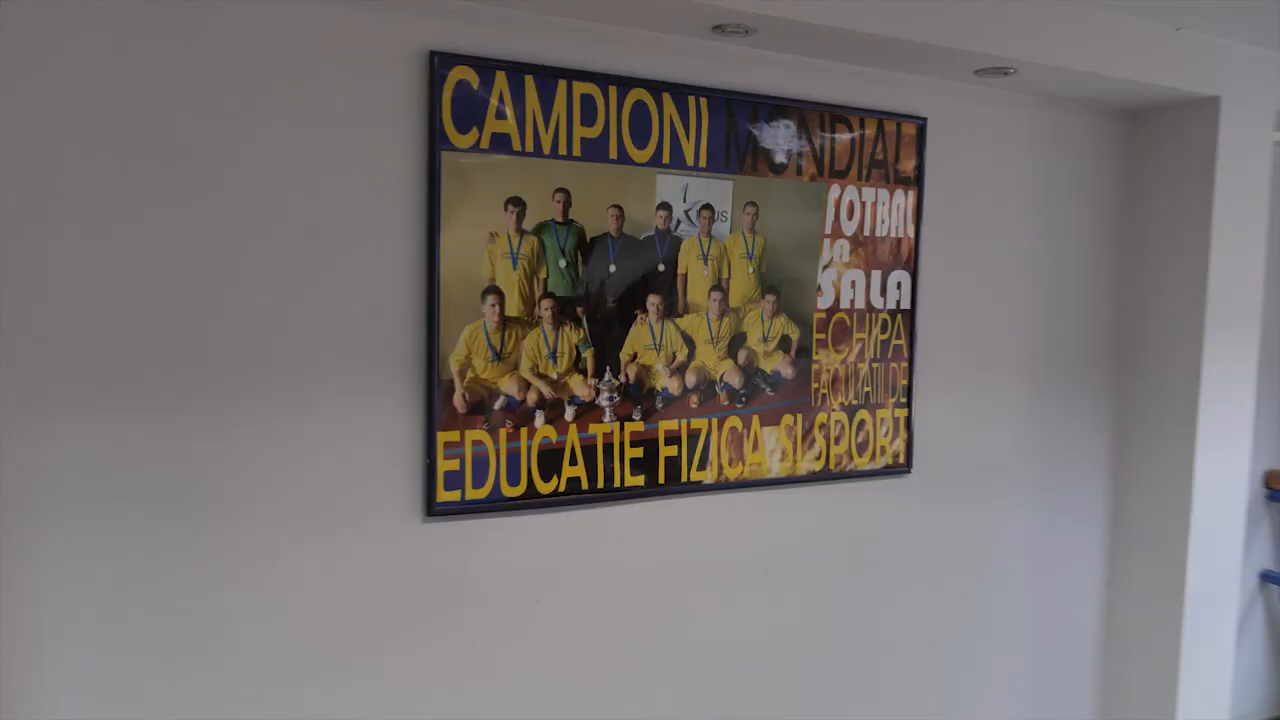 CAMPIONI MONDIALI
FOTBAL
IN
SALA
ECHIPA
FACULTATII DE
EDUCATIE FIZICA SI SPORT